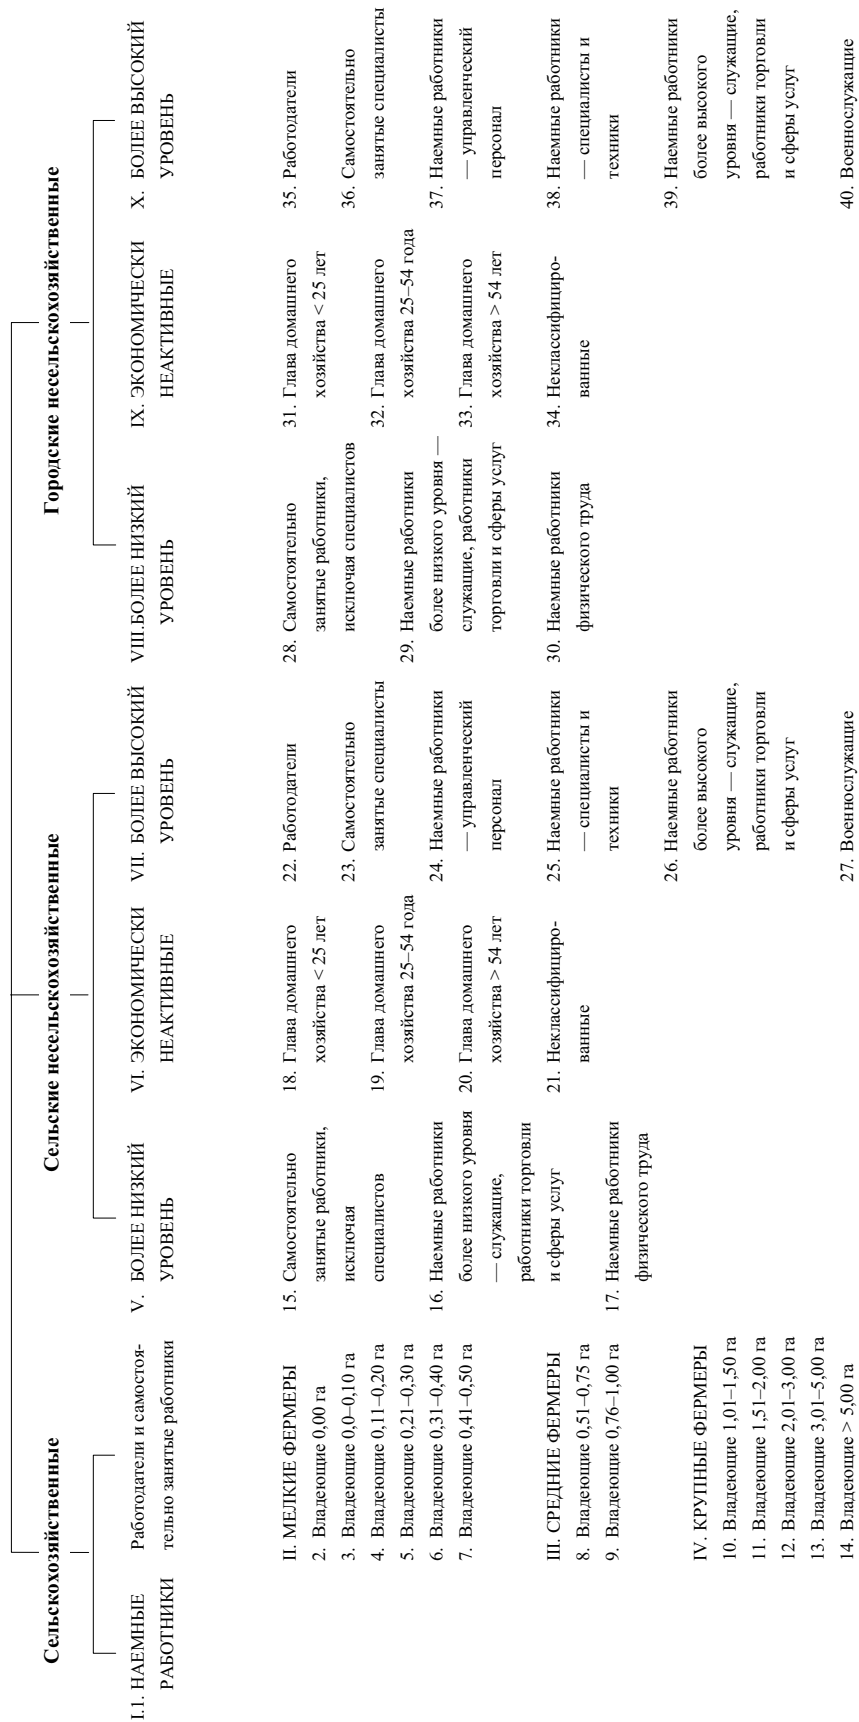 Сельскохозяйственные
I.1. НАЕМНЫЕ
РАБОТНИКИ
Работодатели и самостоя-
тельно занятые работники
II. МЕЛКИЕ ФЕРМЕРЫ
2. Владеющие 0,00 га
3. Владеющие 0,0–0,10 га
4. Владеющие 0,11–0,20 га
5. Владеющие 0,21–0,30 га
6. Владеющие 0,31–0,40 га
7. Владеющие 0,41–0,50 га
III. СРЕДНИЕ ФЕРМЕРЫ
8. Владеющие 0,51–0,75 га
9. Владеющие 0,76–1,00 га
IV. КРУПНЫЕ ФЕРМЕРЫ
10. Владеющие 1,01–1,50 га
11. Владеющие 1,51–2,00 га
12. Владеющие 2,01–3,00 га
13. Владеющие 3,01–5,00 га
14. Владеющие > 5,00 га
Сельские несельскохозяйственные
V. БОЛЕЕ НИЗКИЙ
УРОВЕНЬ
15. Самостоятельно
занятые работники,
исключая
специалистов
16. Наемные работники
более низкого уровня
— служащие,
работники торговли
и сферы услуг
17. Наемные работники
физического труда
VI. ЭКОНОМИЧЕСКИ
НЕАКТИВНЫЕ
18. Глава домашнего
хозяйства < 25 лет
19. Глава домашнего
хозяйства 25–54 года
20. Глава домашнего
хозяйства > 54 лет
21. Неклассифициро-
ванные
VII. БОЛЕЕ ВЫСОКИЙ
УРОВЕНЬ
22. Работодатели
23. Самостоятельно
занятые специалисты
24. Наемные работники
— управленческий
персонал
25. Наемные работники
— специалисты и
техники
26. Наемные работники
более высокого
уровня — служащие,
работники торговли
и сферы услуг
27. Военнослужащие
Городские несельскохозяйственные
VIII.БОЛЕЕ НИЗКИЙ
УРОВЕНЬ
28. Самостоятельно
занятые работники,
исключая специалистов
29. Наемные работники
более низкого уровня —
служащие, работники
торговли и сферы услуг
30. Наемные работники
физического труда
IX. ЭКОНОМИЧЕСКИ
НЕАКТИВНЫЕ
31. Глава домашнего
хозяйства < 25 лет
32. Глава домашнего
хозяйства 25–54 года
33. Глава домашнего
хозяйства > 54 лет
34. Неклассифициро-
ванные
X. БОЛЕЕ ВЫСОКИЙ
УРОВЕНЬ
35. Работодатели
36. Самостоятельно
занятые специалисты
37. Наемные работники
— управленческий
персонал
38. Наемные работники
— специалисты и
техники
39. Наемные работники
более высокого
уровня — служащие,
работники торговли
и сферы услуг
40. Военнослужащие